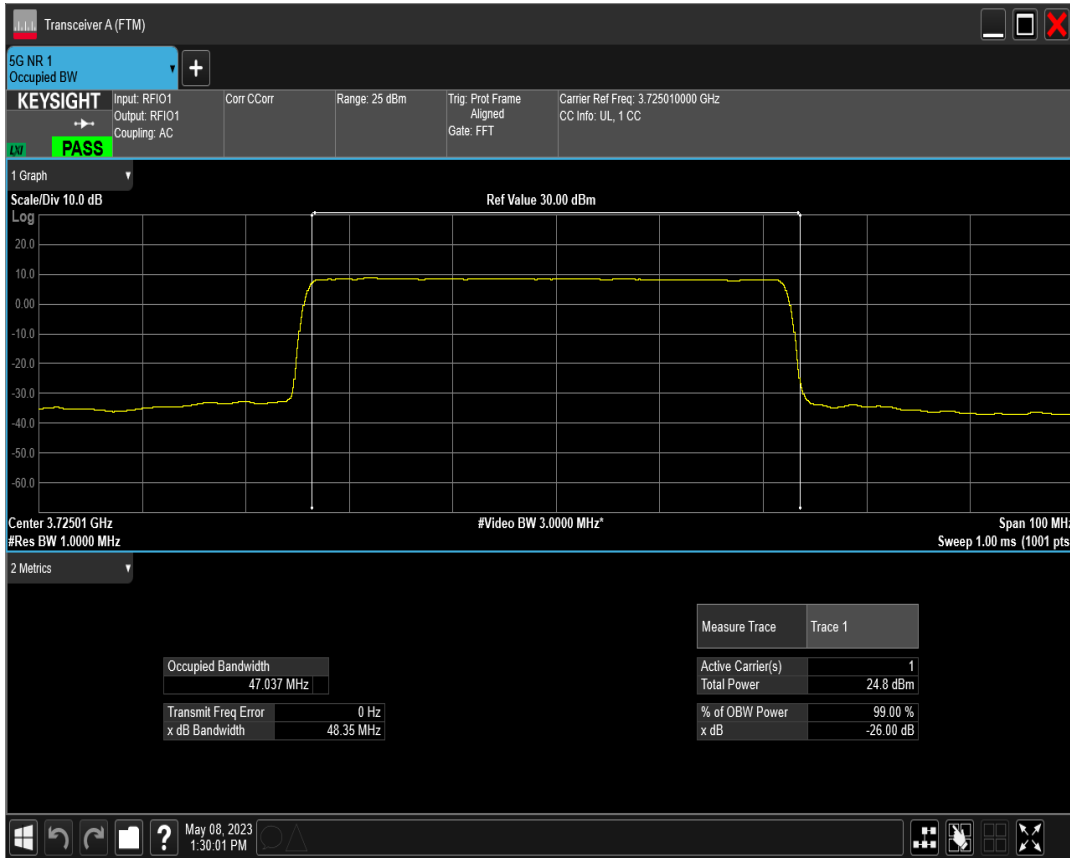 Transceiver A (FTM)
5G NR 1
Occupied BW
+
KEYSIGHT
LXI
PASS
Input: RFIO1
Output: RFIO1
Coupling: AC
Corr CCorr
Range: 25 dBm
Trig: Prot Frame
Aligned
Gate: FFT
Carrier Ref Freq: 3.725010000 GHz
CC Info: UL, 1 CC
1 Graph
Scale/Div 10.0 dB
Ref Value 30.00 dBm
Log
20.0
10.0
0.00
-10.0
-20.0
-30.0
-40.0
-50.0
-60.0
Center 3.72501 GHz
#Video BW 3.0000 MHz*
Span 100 MHz
#Res BW 1.0000 MHz
Sweep 1.00 ms (1001 pts
2 Metrics
Measure Trace Trace 1
Occupied Bandwidth
47.037 MHz
Active Carrier(s) 1
Total Power 24.8 dBm
Transmit Freq Error 0 Hz
x dB Bandwidth 48.35 MHz
% of OBW Power 99.00 %
x dB -26.00 dB
?
May 08, 2023
1:30:01 PM